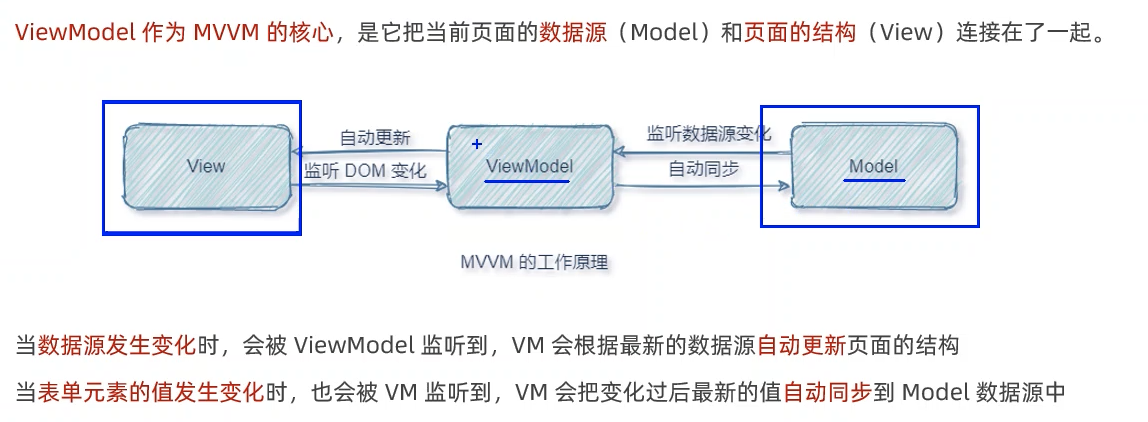 ViewModel 作为 MVVM 的核心，是它把当前页面的数据源（Model）和页面的结构（View）连接在了一起。
自动更新
监听数据源变化
View
监听 DOM 变化
ViewModel
自动同步
Model
MVVM 的工作原理
当数据源发生变化时，会被 ViewModel 监听到，VM 会根据最新的数据源自动更新页面的结构
当表单元素的值发生变化时，也会被 VM 监听到，VM 会把变化过后最新的值自动同步到 Model 数据源中